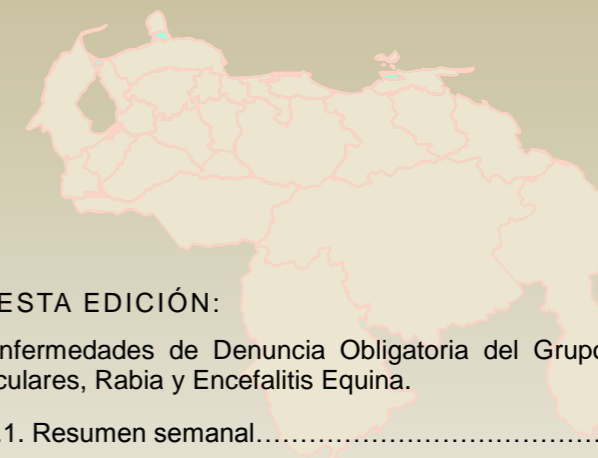 ESTA EDICIÓN:
nfermedades de Denuncia Obligatoria del Grupo
culares, Rabia y Encefalitis Equina.
.1. Resumen semanal…………………………………